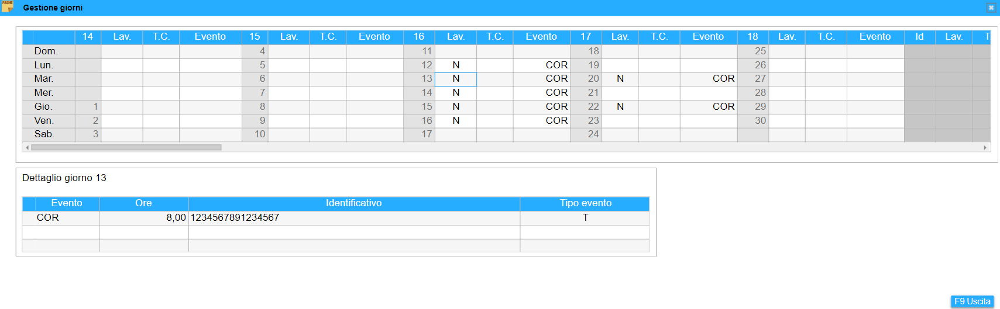 PAGHE
Gestione giorni
14 Lav. T.C. Evento 15 Lav. T.C. Evento 16 Lav. T.C. Evento 17 Lav. T.C. Evento 18 Lav. T.C. Evento Id Lav. T
Dom. 4 11 18 25
Lun. 5 12 N COR 19 26
Mar. 6 13 N COR 20 N COR 27
Mer. 7 14 N COR 21 28
Gio. 1 8 15 N COR 22 N COR 29
Ven. 2 9 16 N COR 23 30
Sab. 3 10 17 24
Dettaglio giorno 13
Evento Ore Identificativo Tipo evento
COR 8,00 1234567891234567 T
F9 Uscita